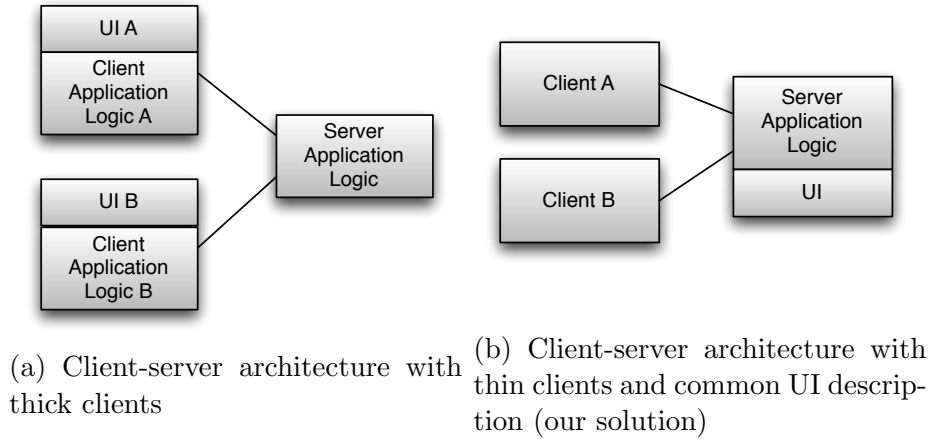 UI A
Client
Application
Logic A
UI B
Client
Application
Logic B
Server
Application
Logic
(a) Client-server architecture with
thick clients
Client A
Client B
Server
Application
Logic
UI
(b) Client-server architecture with
thin clients and common UI descrip-
tion (our solution)